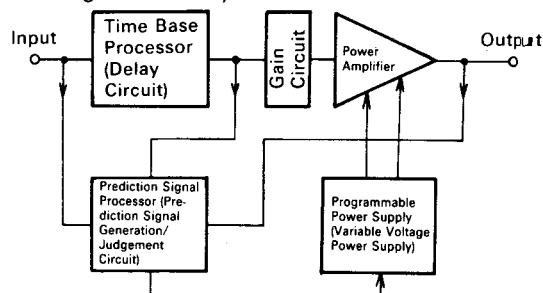 Input
Time Base
Processor
(Delay
Circuit)
Gain
Circuit
Power
Amplifier
Output
Prediction Signal
Processor (Pre-
diction Signal
Generation/
Judgement
Circuit)
Programmable
Power Supply
(Variable Voltage
Power Supply)